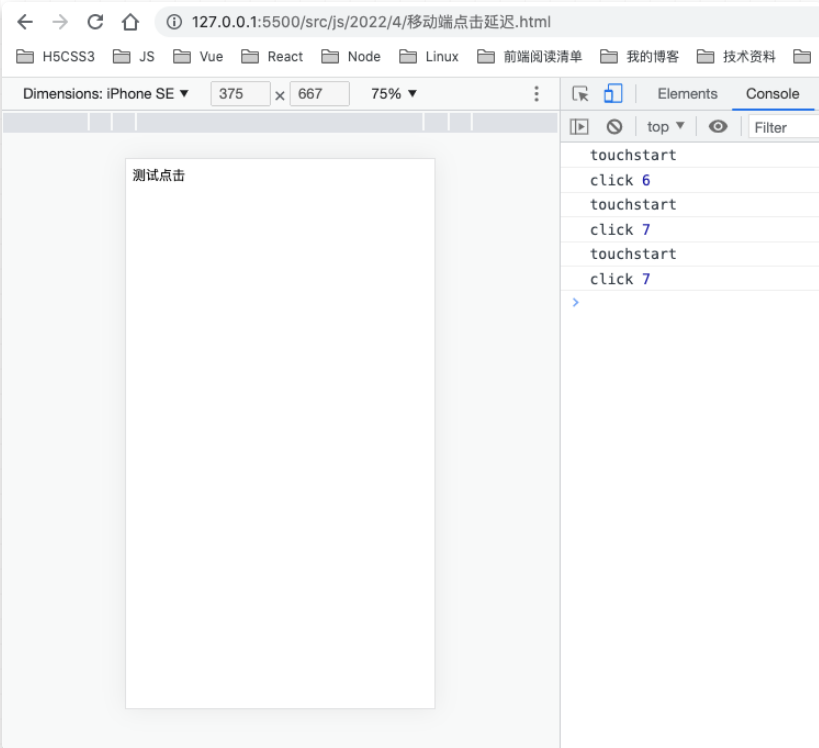 127.0.0.1:5500/src/js/2022/4/移动端点击延迟.html
H5CSS3 JS Vue React Node Linux 前端阅读清单 我的博客 技术资料
Dimensions: iPhone SE ▼ 375 × 667 75% ▼ Elements Console
top ▼ Filter
测试点击
touchstart
click 6
touchstart
click 7
touchstart
click 7